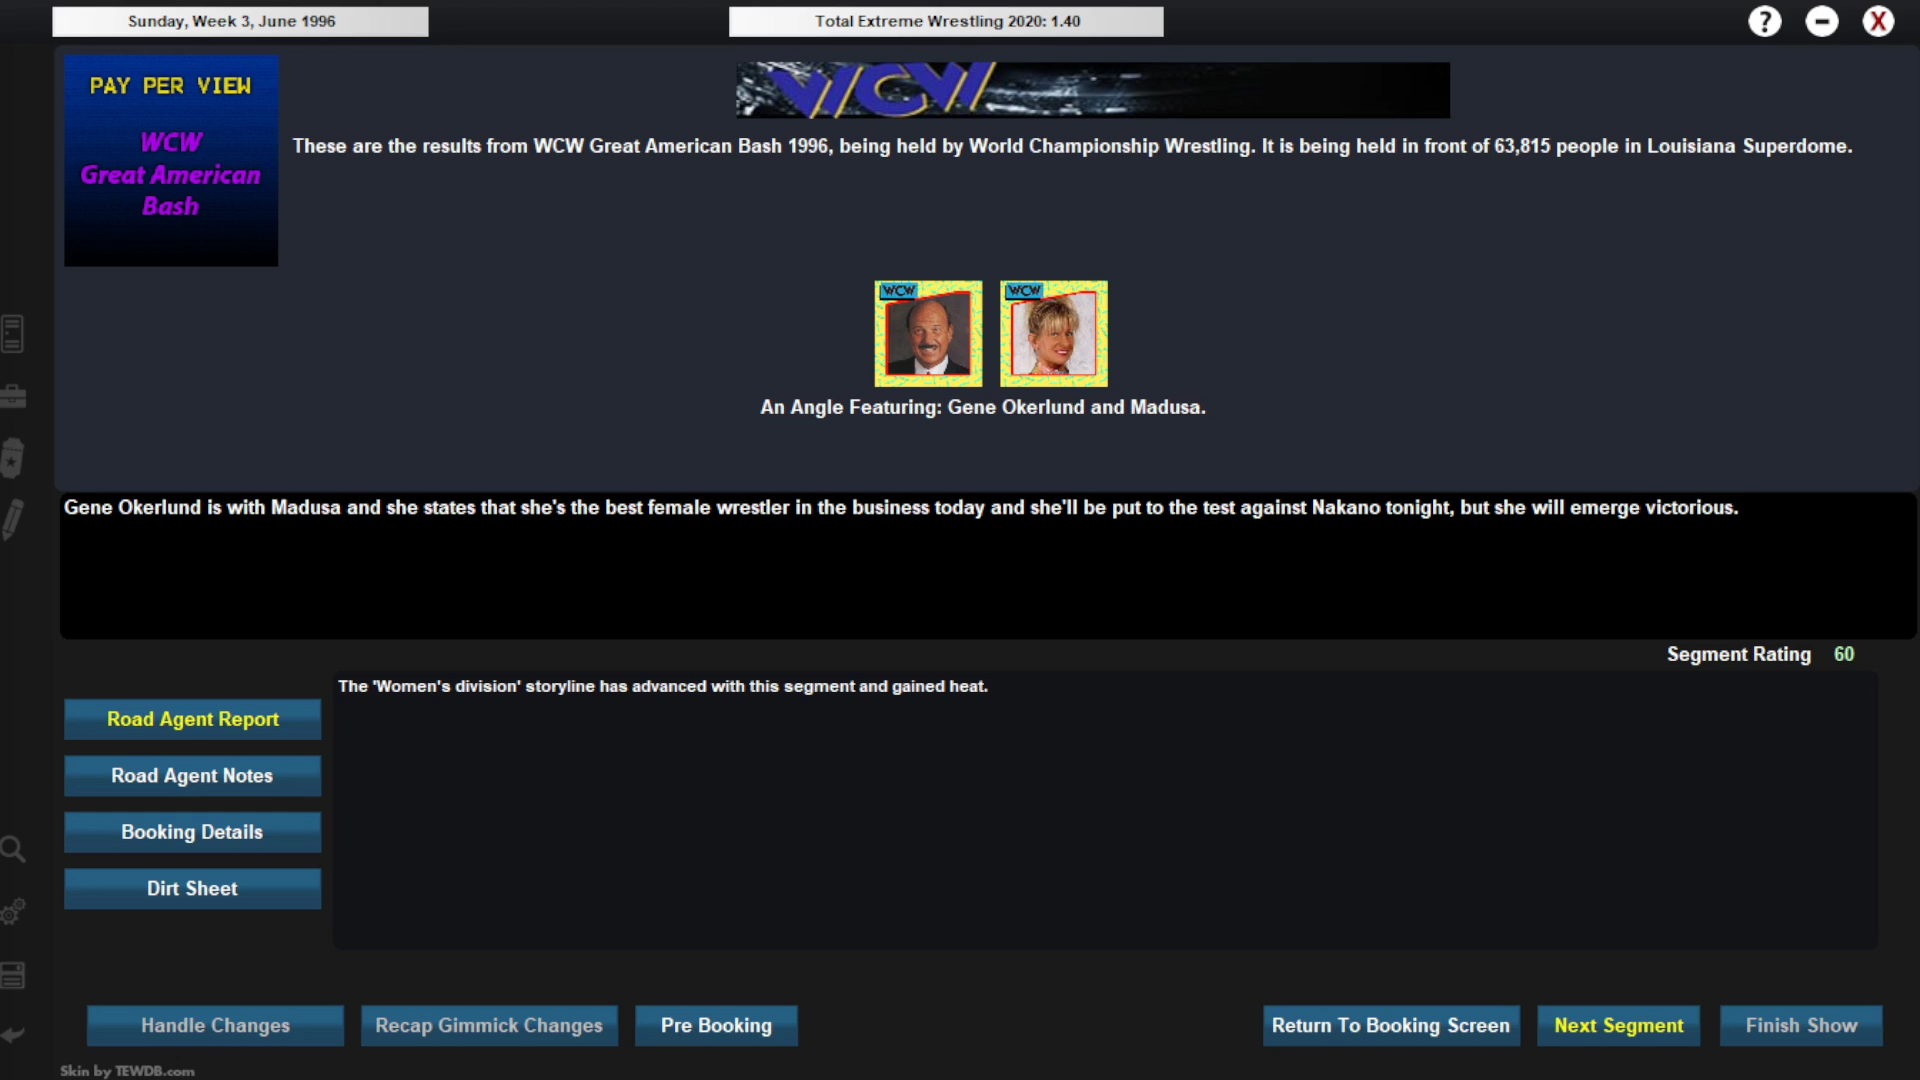 Sunday, Week 3, June 1996
Total Extreme Wrestling 2020: 1.40
?
X
PAY PER VIEW
WCW
Great American
Bash
WCW
These are the results from WCW Great American Bash 1996, being held by World Championship Wrestling. It is being held in front of 63,815 people in Louisiana Superdome.
WCW
WCW
An Angle Featuring: Gene Okerlund and Madusa.
Gene Okerlund is with Madusa and she states that she's the best female wrestler in the business today and she'll be put to the test against Nakano tonight, but she will emerge victorious.
Segment Rating 60
The 'Women's division' storyline has advanced with this segment and gained heat.
Road Agent Report
Road Agent Notes
Booking Details
Dirt Sheet
Handle Changes
Recap Gimmick Changes
Pre Booking
Return To Booking Screen
Next Segment
Finish Show
Skin by TEWDB.com